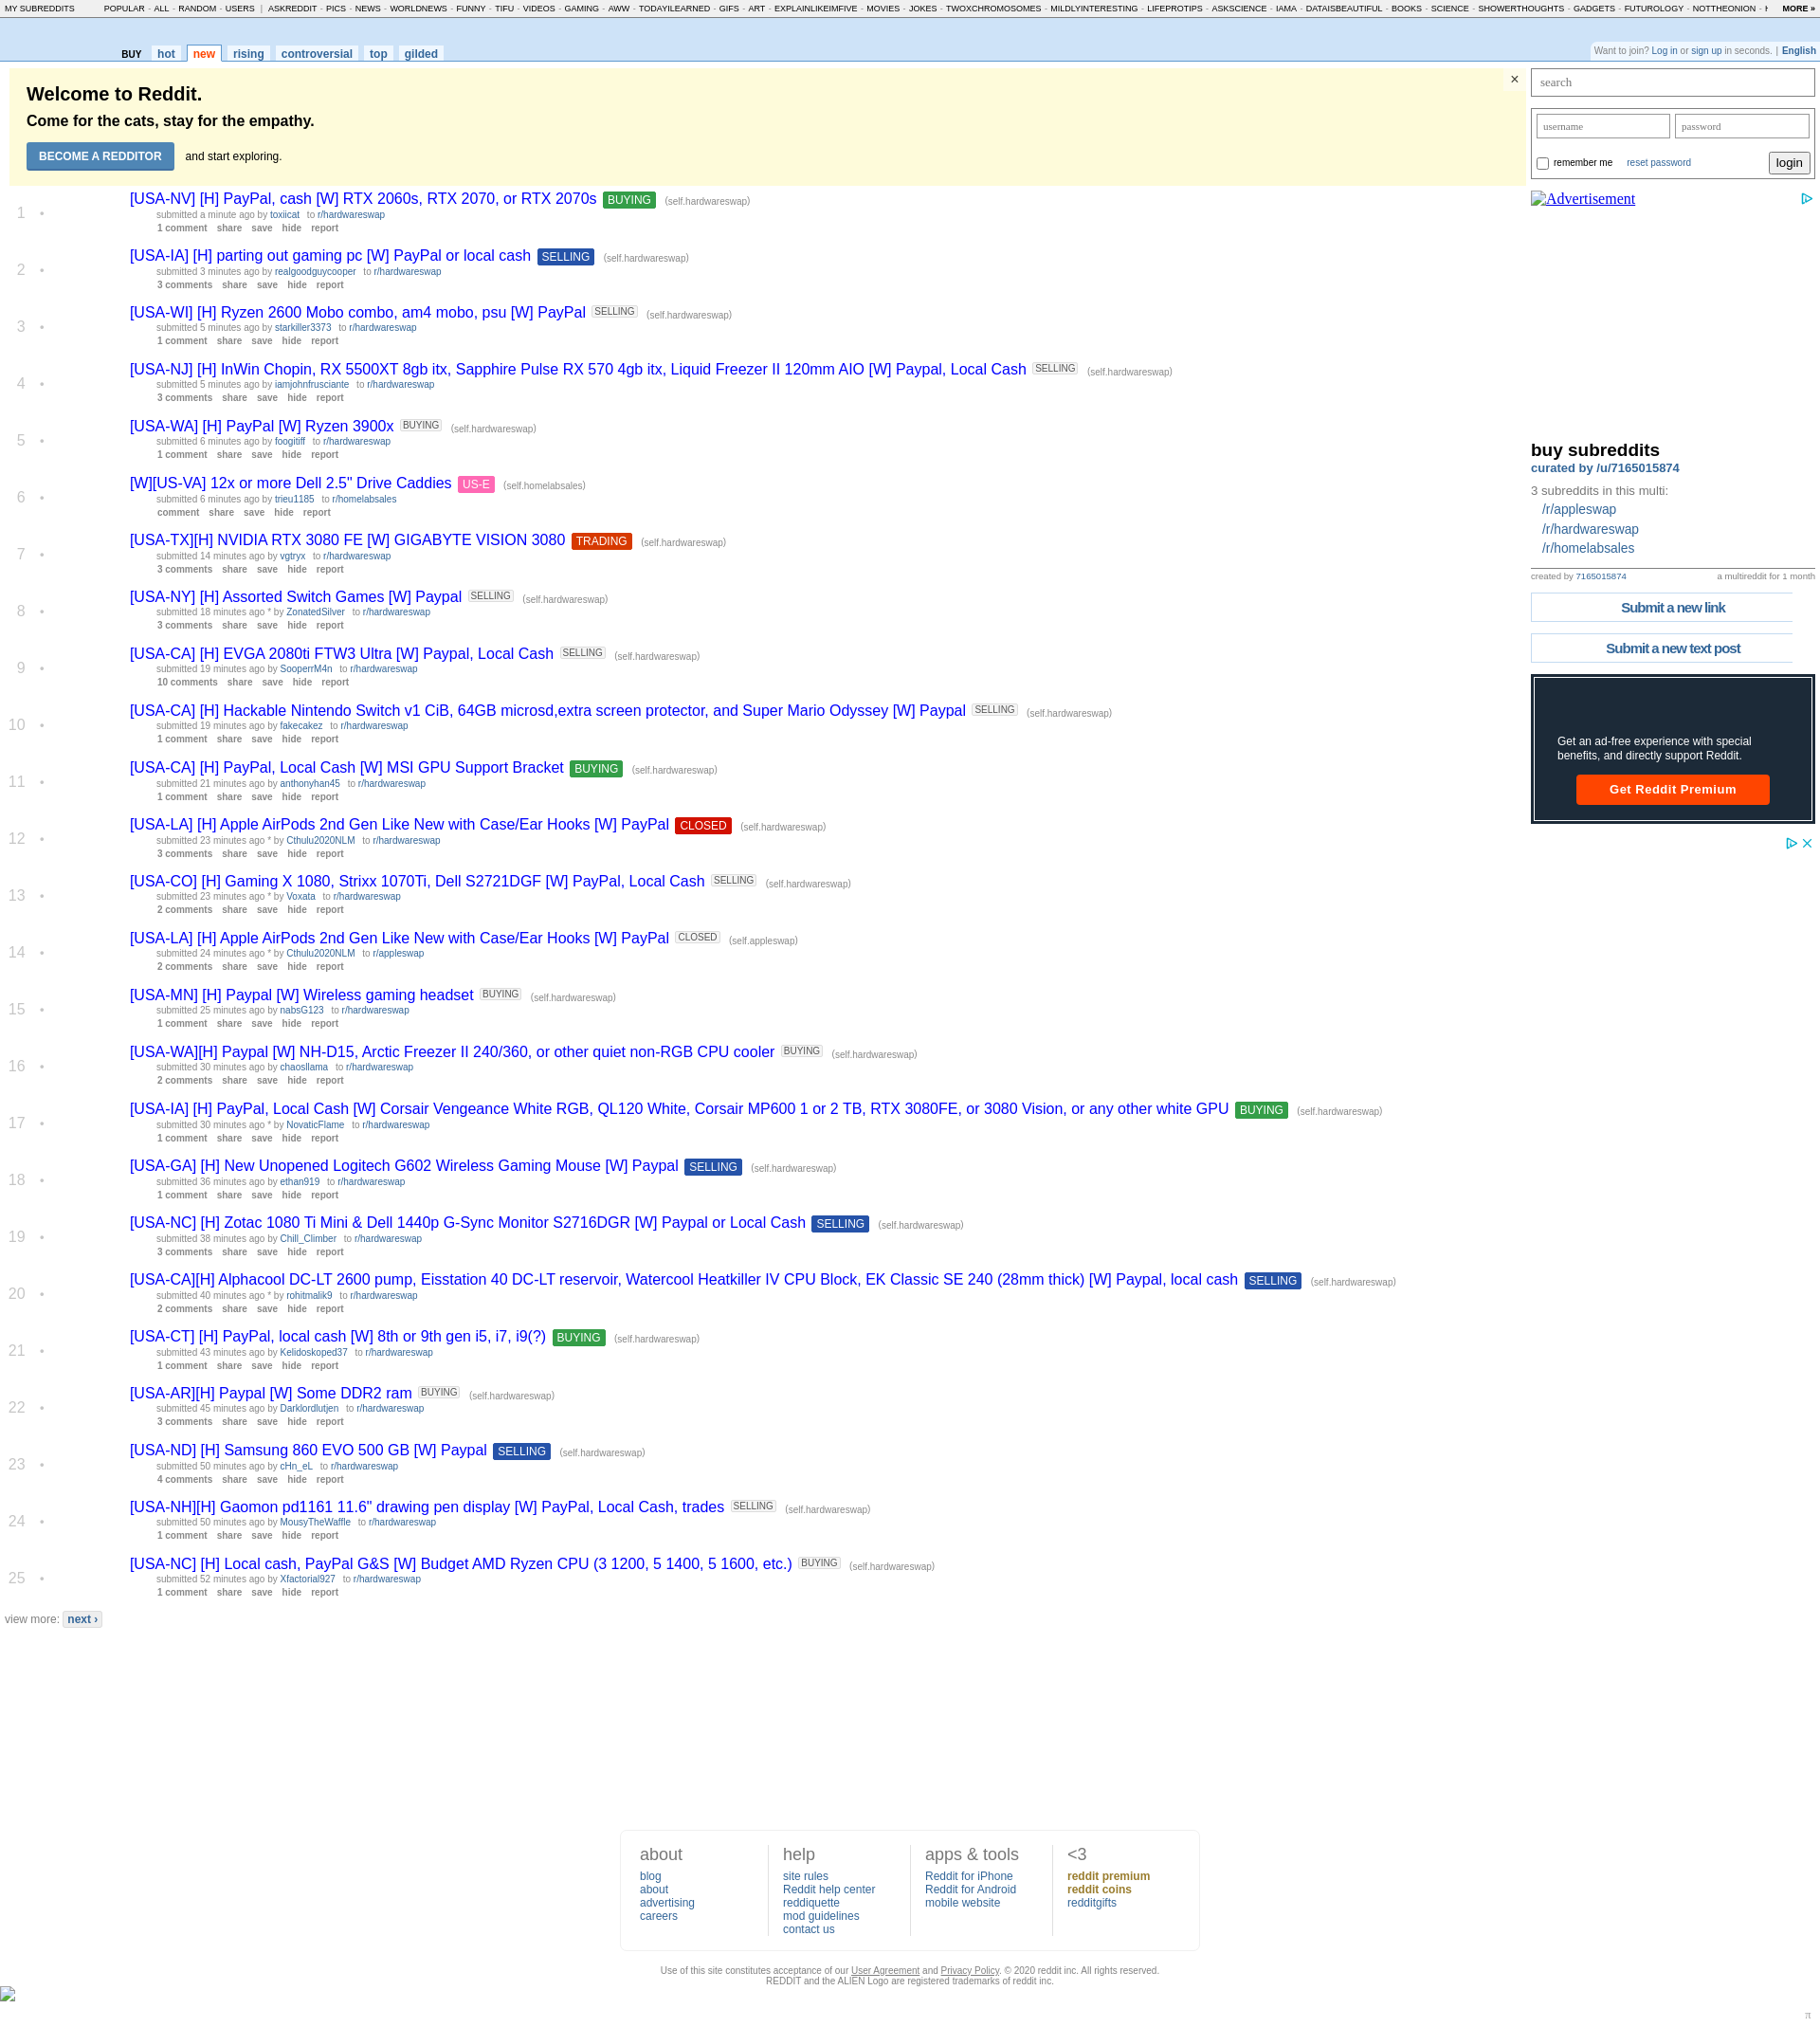 MY SUBREDDITS POPULAR - ALL - RANDOM - USERS | ASKREDDIT - PICS - NEWS - WORLDNEWS - FUNNY - TIFU - VIDEOS - GAMING - AWW - TODAYILEARNED - GIFS - ART - EXPLAINLIKEIMFIVE - MOVIES - JOKES - TWOXCHROMOSOMES - MILDLYINTERESTING - LIFEPROTIPS - ASKSCIENCE - IAMA - DATAISBEAUTIFUL - BOOKS - SCIENCE - SHOWERTHOUGHTS - GADGETS - FUTUROLOGY - NOTTHEONION - MORE »
BUY hot new rising controversial top gilded
Want to join? Log in or sign up in seconds. | English
Welcome to Reddit.
Come for the cats, stay for the empathy.
BECOME A REDDITOR and start exploring.
×
1 • [USA-NV] [H] PayPal, cash [W] RTX 2060s, RTX 2070, or RTX 2070s BUYING (self.hardwareswap)
submitted a minute ago by toxiicat to r/hardwareswap
1 comment share save hide report
2 • [USA-IA] [H] parting out gaming pc [W] PayPal or local cash SELLING (self.hardwareswap)
submitted 3 minutes ago by realgoodguycooper to r/hardwareswap
3 comments share save hide report
3 • [USA-WI] [H] Ryzen 2600 Mobo combo, am4 mobo, psu [W] PayPal SELLING (self.hardwareswap)
submitted 5 minutes ago by starkiller3373 to r/hardwareswap
1 comment share save hide report
4 • [USA-NJ] [H] InWin Chopin, RX 5500XT 8gb itx, Sapphire Pulse RX 570 4gb itx, Liquid Freezer II 120mm AIO [W] Paypal, Local Cash SELLING (self.hardwareswap)
submitted 5 minutes ago by iamjohnfrusciante to r/hardwareswap
3 comments share save hide report
5 • [USA-WA] [H] PayPal [W] Ryzen 3900x BUYING (self.hardwareswap)
submitted 6 minutes ago by foogitiff to r/hardwareswap
1 comment share save hide report
6 • [W][US-VA] 12x or more Dell 2.5" Drive Caddies US-E (self.homelabsales)
submitted 6 minutes ago by trieu1185 to r/homelabsales
comment share save hide report
7 • [USA-TX][H] NVIDIA RTX 3080 FE [W] GIGABYTE VISION 3080 TRADING (self.hardwareswap)
submitted 14 minutes ago by vgtryx to r/hardwareswap
3 comments share save hide report
8 • [USA-NY] [H] Assorted Switch Games [W] Paypal SELLING (self.hardwareswap)
submitted 18 minutes ago * by ZonatedSilver to r/hardwareswap
3 comments share save hide report
9 • [USA-CA] [H] EVGA 2080ti FTW3 Ultra [W] Paypal, Local Cash SELLING (self.hardwareswap)
submitted 19 minutes ago by SooperrM4n to r/hardwareswap
10 comments share save hide report
10 • [USA-CA] [H] Hackable Nintendo Switch v1 CiB, 64GB microsd,extra screen protector, and Super Mario Odyssey [W] Paypal SELLING (self.hardwareswap)
submitted 19 minutes ago by fakecakez to r/hardwareswap
1 comment share save hide report
11 • [USA-CA] [H] PayPal, Local Cash [W] MSI GPU Support Bracket BUYING (self.hardwareswap)
submitted 21 minutes ago by anthonyhan45 to r/hardwareswap
1 comment share save hide report
12 • [USA-LA] [H] Apple AirPods 2nd Gen Like New with Case/Ear Hooks [W] PayPal CLOSED (self.hardwareswap)
submitted 23 minutes ago * by Cthulu2020NLM to r/hardwareswap
3 comments share save hide report
13 • [USA-CO] [H] Gaming X 1080, Strixx 1070Ti, Dell S2721DGF [W] PayPal, Local Cash SELLING (self.hardwareswap)
submitted 23 minutes ago * by Voxata to r/hardwareswap
2 comments share save hide report
14 • [USA-LA] [H] Apple AirPods 2nd Gen Like New with Case/Ear Hooks [W] PayPal CLOSED (self.appleswap)
submitted 24 minutes ago * by Cthulu2020NLM to r/appleswap
2 comments share save hide report
15 • [USA-MN] [H] Paypal [W] Wireless gaming headset BUYING (self.hardwareswap)
submitted 25 minutes ago by nabsG123 to r/hardwareswap
1 comment share save hide report
16 • [USA-WA][H] Paypal [W] NH-D15, Arctic Freezer II 240/360, or other quiet non-RGB CPU cooler BUYING (self.hardwareswap)
submitted 30 minutes ago by chaosllama to r/hardwareswap
2 comments share save hide report
17 • [USA-IA] [H] PayPal, Local Cash [W] Corsair Vengeance White RGB, QL120 White, Corsair MP600 1 or 2 TB, RTX 3080FE, or 3080 Vision, or any other white GPU BUYING (self.hardwareswap)
submitted 30 minutes ago * by NovaticFlame to r/hardwareswap
1 comment share save hide report
18 • [USA-GA] [H] New Unopened Logitech G602 Wireless Gaming Mouse [W] Paypal SELLING (self.hardwareswap)
submitted 36 minutes ago by ethan919 to r/hardwareswap
1 comment share save hide report
19 • [USA-NC] [H] Zotac 1080 Ti Mini & Dell 1440p G-Sync Monitor S2716DGR [W] Paypal or Local Cash SELLING (self.hardwareswap)
submitted 38 minutes ago by Chill_Climber to r/hardwareswap
3 comments share save hide report
20 • [USA-CA][H] Alphacool DC-LT 2600 pump, Eisstation 40 DC-LT reservoir, Watercool Heatkiller IV CPU Block, EK Classic SE 240 (28mm thick) [W] Paypal, local cash SELLING (self.hardwareswap)
submitted 40 minutes ago * by rohitmalik9 to r/hardwareswap
2 comments share save hide report
21 • [USA-CT] [H] PayPal, local cash [W] 8th or 9th gen i5, i7, i9(?) BUYING (self.hardwareswap)
submitted 43 minutes ago by Kelidoskoped37 to r/hardwareswap
1 comment share save hide report
22 • [USA-AR][H] Paypal [W] Some DDR2 ram BUYING (self.hardwareswap)
submitted 45 minutes ago by Darklordlutjen to r/hardwareswap
3 comments share save hide report
23 • [USA-ND] [H] Samsung 860 EVO 500 GB [W] Paypal SELLING (self.hardwareswap)
submitted 50 minutes ago by cHn_eL to r/hardwareswap
4 comments share save hide report
24 • [USA-NH][H] Gaomon pd1161 11.6" drawing pen display [W] PayPal, Local Cash, trades SELLING (self.hardwareswap)
submitted 50 minutes ago by MousyTheWaffle to r/hardwareswap
1 comment share save hide report
25 • [USA-NC] [H] Local cash, PayPal G&S [W] Budget AMD Ryzen CPU (3 1200, 5 1400, 5 1600, etc.) BUYING (self.hardwareswap)
submitted 52 minutes ago by Xfactorial927 to r/hardwareswap
1 comment share save hide report
view more: next ›
search
username password
remember me reset password login
Advertisement
buy subreddits
curated by /u/7165015874
3 subreddits in this multi:
/r/appleswap
/r/hardwareswap
/r/homelabsales
created by 7165015874 a multireddit for 1 month
Submit a new link
Submit a new text post
Get an ad-free experience with special
benefits, and directly support Reddit.
Get Reddit Premium
about
blog
about
advertising
careers
help
site rules
Reddit help center
reddiquette
mod guidelines
contact us
apps & tools
Reddit for iPhone
Reddit for Android
mobile website
<3
reddit premium
reddit coins
redditgifts
Use of this site constitutes acceptance of our User Agreement and Privacy Policy. © 2020 reddit inc. All rights reserved.
REDDIT and the ALIEN Logo are registered trademarks of reddit inc.